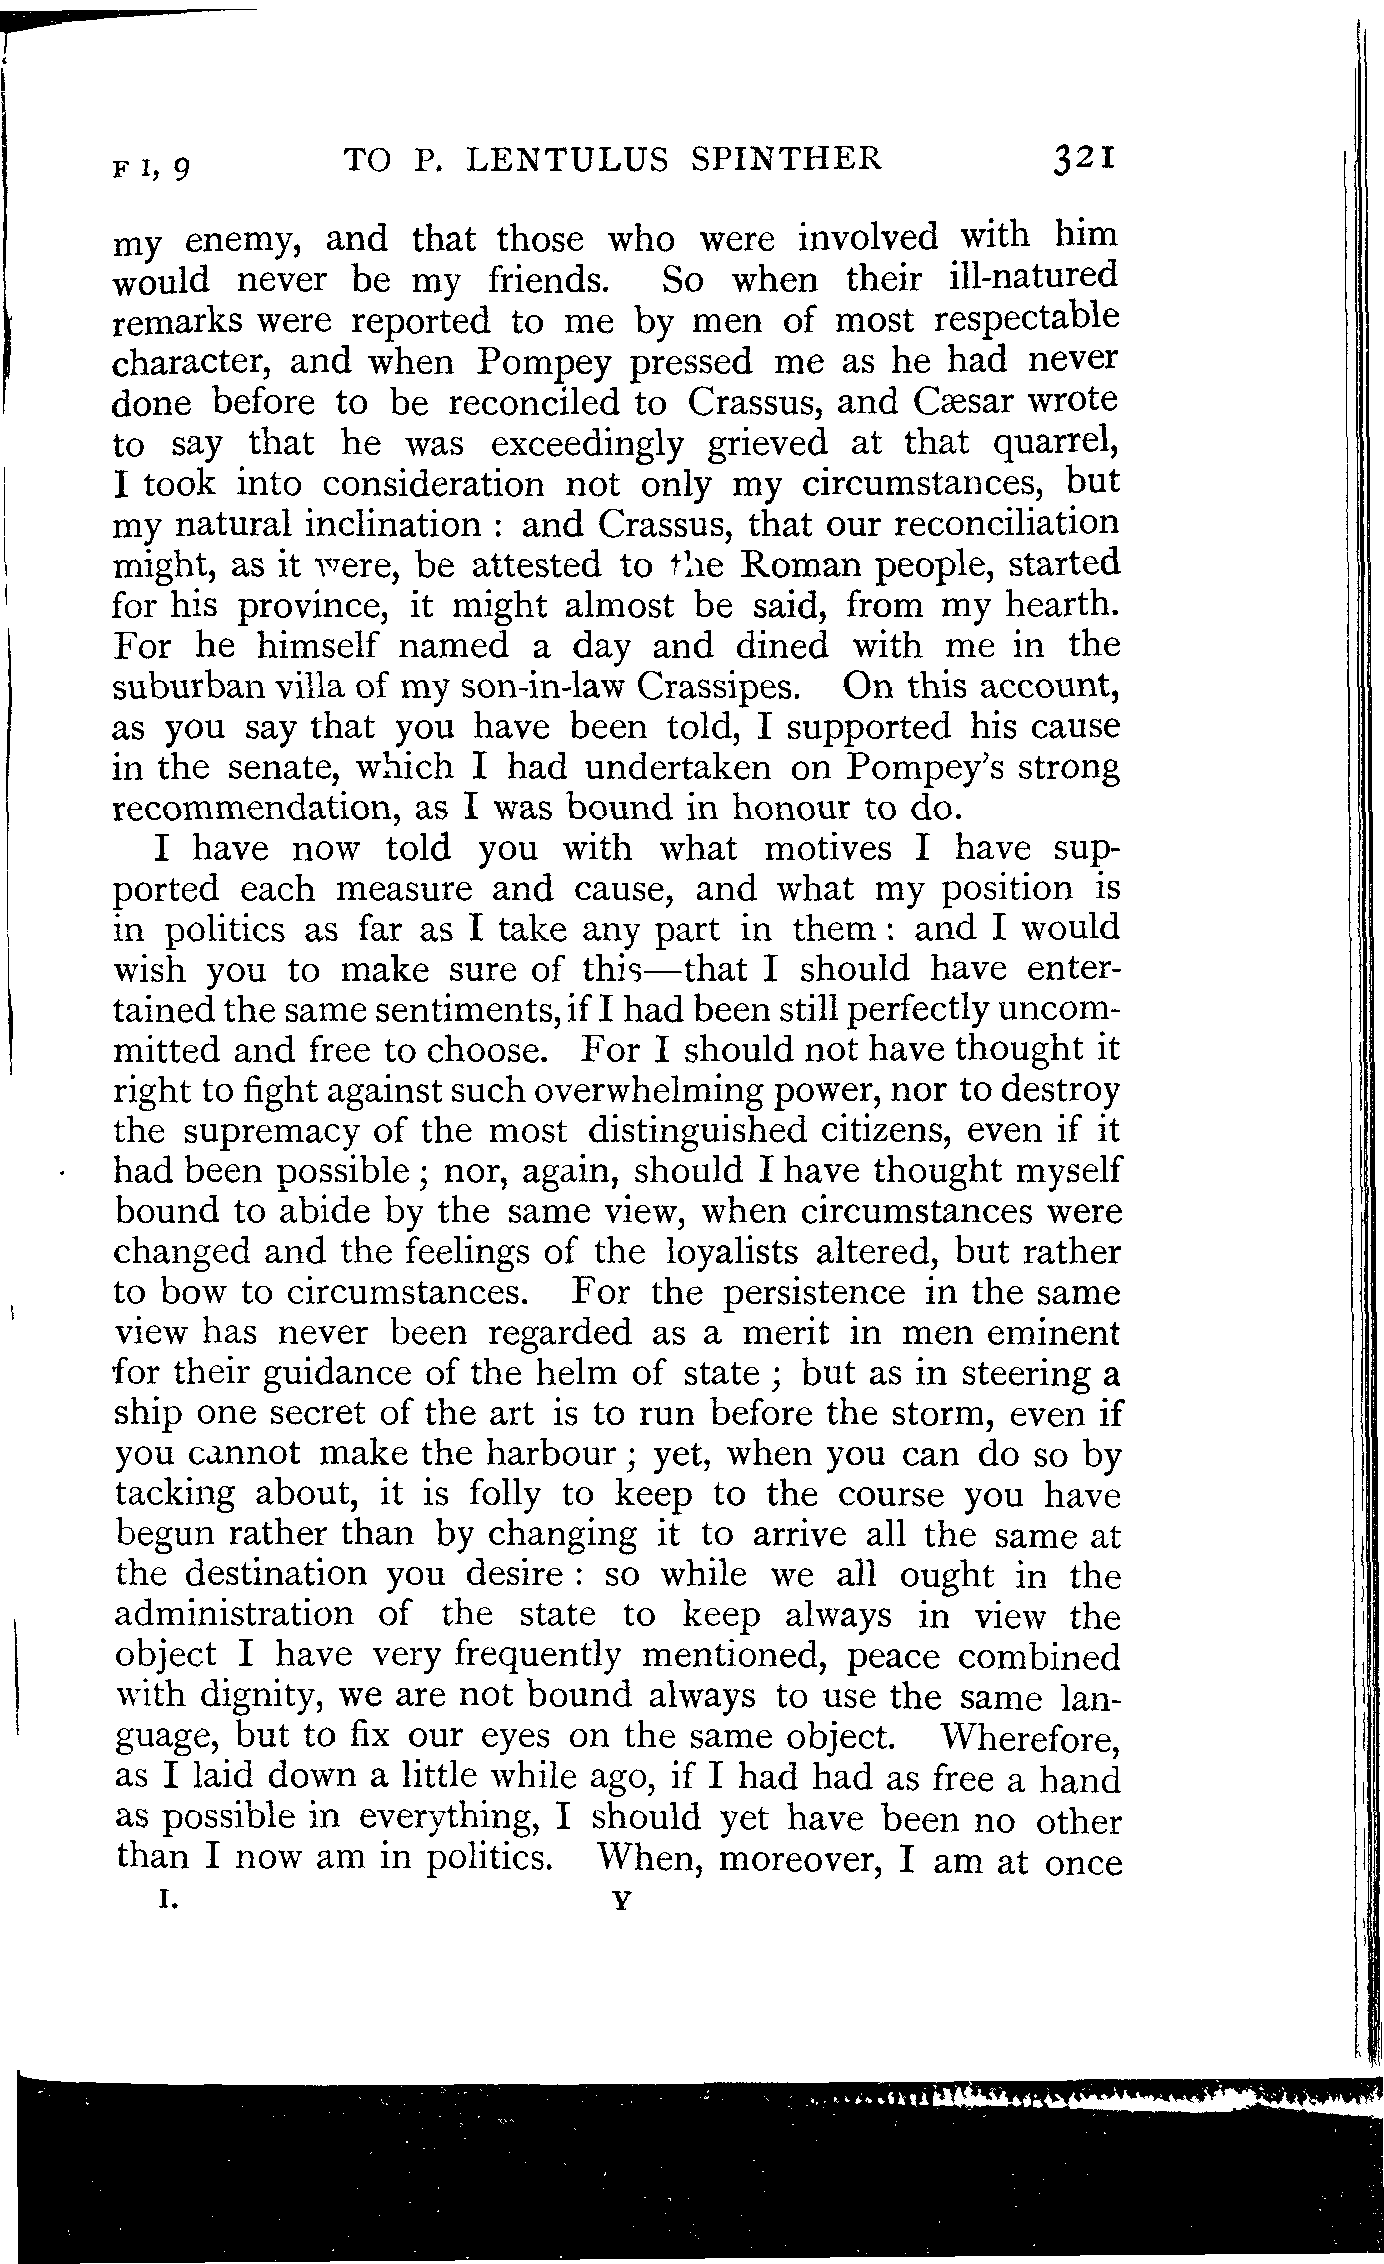 F I, 9 TO P. LENTULUS SPINTHER 321
my enemy, and that those who were involved with him
would never be my friends. So when their ill-natured
remarks were reported to me by men of most respectable
character, and when Pompey pressed me as he had never
done before to be reconciled to Crassus, and Cæsar wrote
to say that he was exceedingly grieved at that quarrel,
I took into consideration not only my circumstances, but
my natural inclination : and Crassus, that our reconciliation
might, as it were, be attested to the Roman people, started
for his province, it might almost be said, from my hearth.
For he himself named a day and dined with me in the
suburban villa of my son-in-law Crassipes. On this account,
as you say that you have been told, I supported his cause
in the senate, which I had undertaken on Pompey's strong
recommendation, as I was bound in honour to do.
I have now told you with what motives I have sup-
ported each measure and cause, and what my position is
in politics as far as I take any part in them : and I would
wish you to make sure of this—that I should have enter-
tained the same sentiments, if I had been still perfectly uncom-
mitted and free to choose. For I should not have thought it
right to fight against such overwhelming power, nor to destroy
the supremacy of the most distinguished citizens, even if it
had been possible ; nor, again, should I have thought myself
bound to abide by the same view, when circumstances were
changed and the feelings of the loyalists altered, but rather
to bow to circumstances. For the persistence in the same
view has never been regarded as a merit in men eminent
for their guidance of the helm of state ; but as in steering a
ship one secret of the art is to run before the storm, even if
you cannot make the harbour ; yet, when you can do so by
tacking about, it is folly to keep to the course you have
begun rather than by changing it to arrive all the same at
the destination you desire : so while we all ought in the
administration of the state to keep always in view the
object I have very frequently mentioned, peace combined
with dignity, we are not bound always to use the same lan-
guage, but to fix our eyes on the same object. Wherefore,
as I laid down a little while ago, if I had had as free a hand
as possible in everything, I should yet have been no other
than I now am in politics. When, moreover, I am at once
I. Y